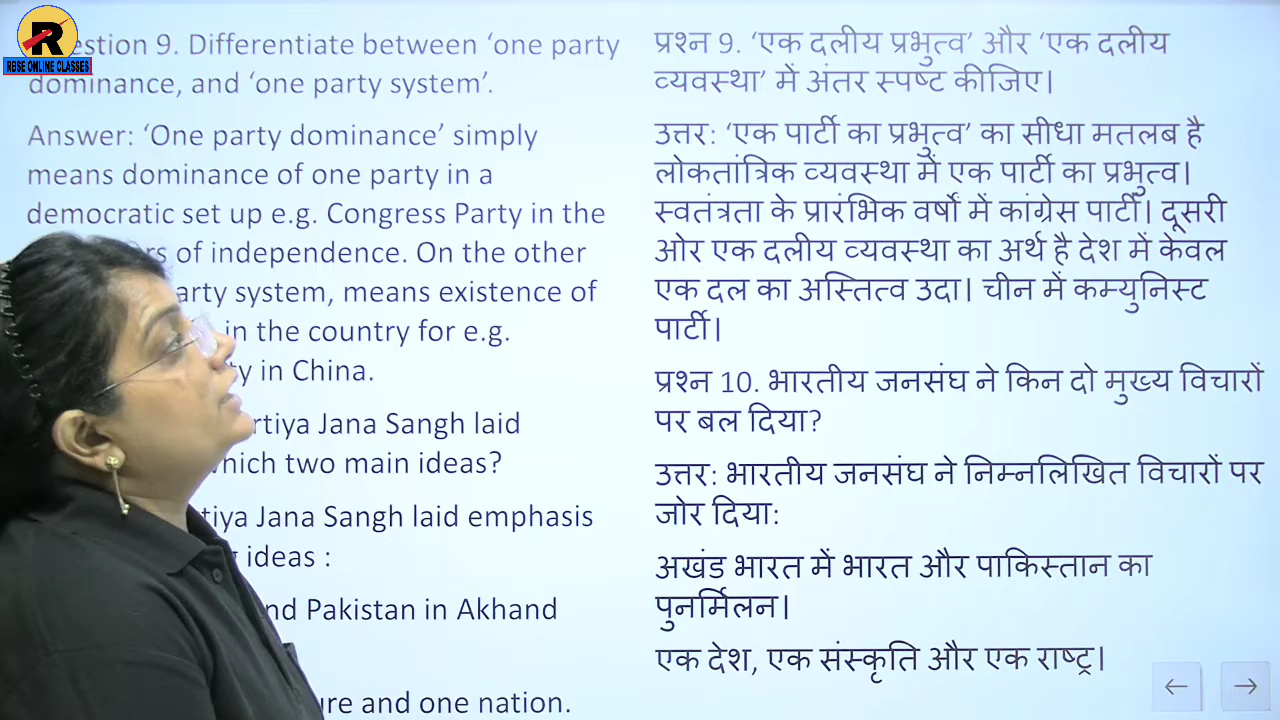 R
RBSE ONLINE CLASSES
estion 9. Differentiate between ‘one party
dominance, and ‘one party system’.
Answer: ‘One party dominance’ simply
means dominance of one party in a
democratic set up e.g. Congress Party in the
rs of independence. On the other
arty system, means existence of
in the country for e.g.
ty in China.
rtiya Jana Sangh laid
which two main ideas?
tiya Jana Sangh laid emphasis
ideas :
nd Pakistan in Akhand
ure and one nation.
प्रश्न 9. ‘एक दलीय प्रभुत्व’ और ‘एक दलीय
व्यवस्था’ में अंतर स्पष्ट कीजिए।
उत्तर: ‘एक पार्टी का प्रभुत्व’ का सीधा मतलब है
लोकतांत्रिक व्यवस्था में एक पार्टी का प्रभुत्व।
स्वतंत्रता के प्रारंभिक वर्षों में कांग्रेस पार्टी। दूसरी
ओर एक दलीय व्यवस्था का अर्थ है देश में केवल
एक दल का अस्तित्व उदा। चीन में कम्युनिस्ट
पार्टी।
प्रश्न 10. भारतीय जनसंघ ने किन दो मुख्य विचारों
पर बल दिया?
उत्तर: भारतीय जनसंघ ने निम्नलिखित विचारों पर
जोर दिया:
अखंड भारत में भारत और पाकिस्तान का
पुनर्मिलन।
एक देश, एक संस्कृति और एक राष्ट्र।